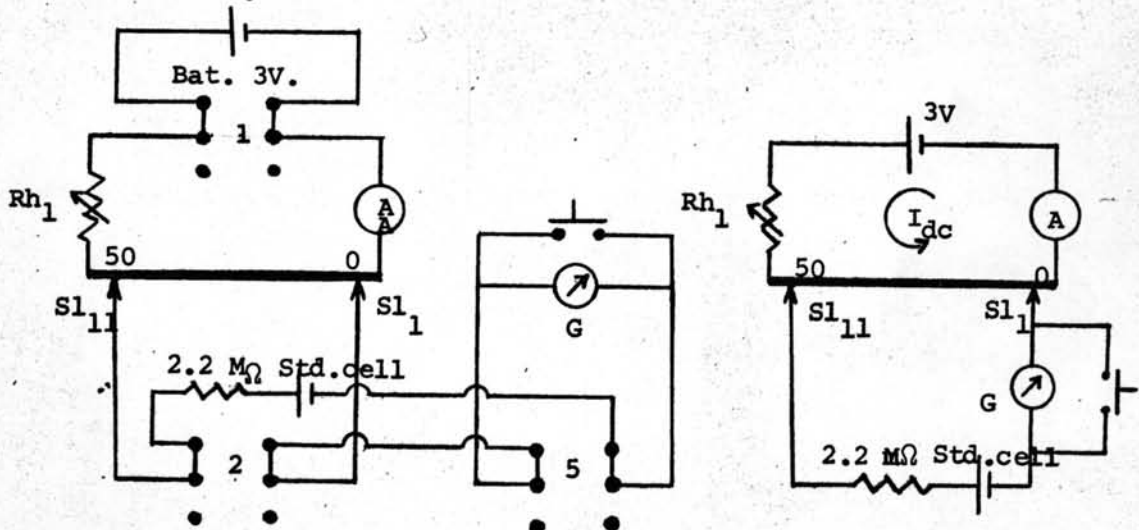 Bat. 3V.
1
Rh1
A
A
50
0
Sl11
Sl1
G
2.2 MΩ Std.cell
2
5
3V
Rh1
Idc
A
50
0
Sl11
Sl1
G
2.2 MΩ Std.cell